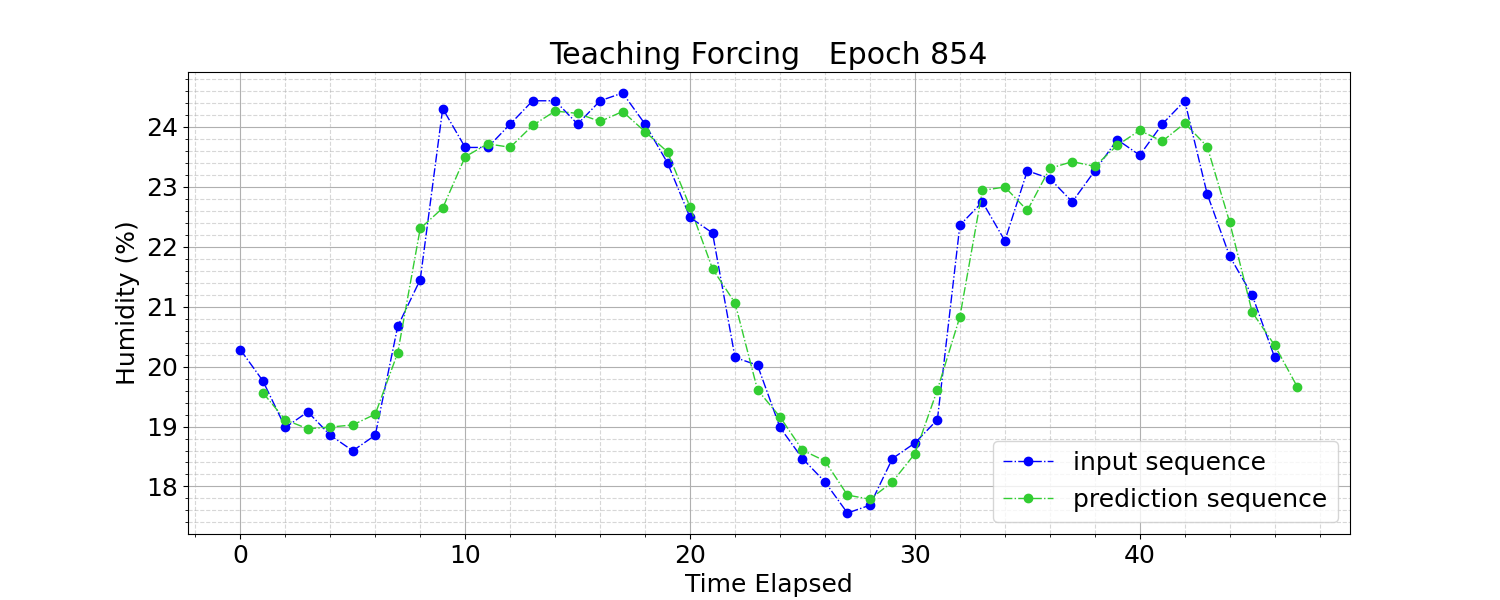 Teaching Forcing   Epoch 854
Humidity (%)
24
23
22
21
20
19
18
input sequence
prediction sequence
0 10 20 30 40
Time Elapsed